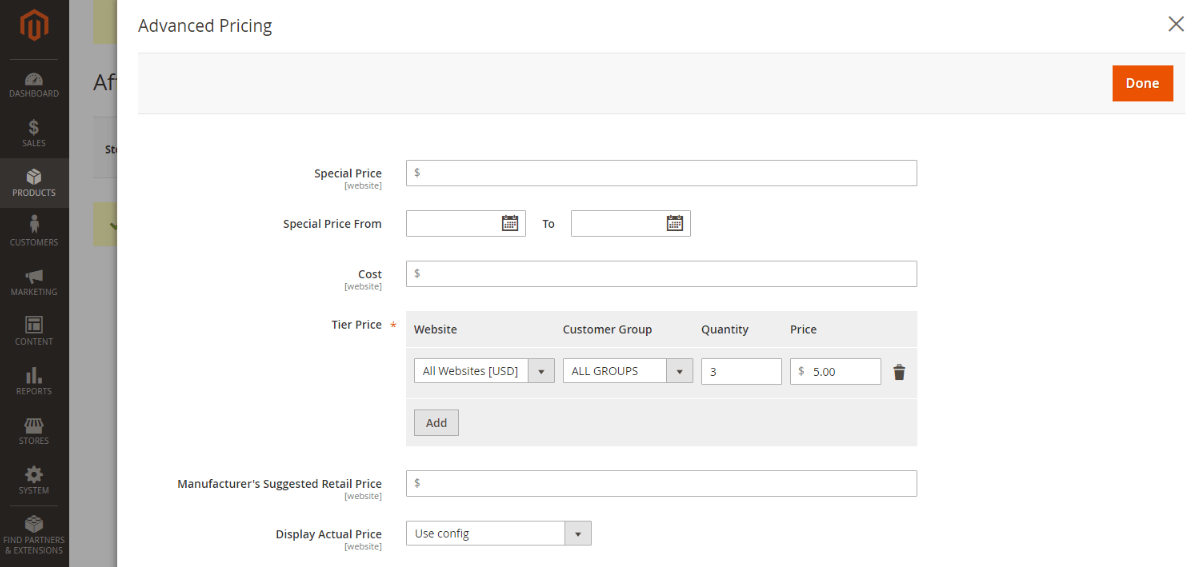 Advanced Pricing
Done
DASHBOARD
SALES
PRODUCTS
CUSTOMERS
MARKETING
CONTENT
REPORTS
STORES
SYSTEM
FIND PARTNERS
& EXTENSIONS
Special Price
[website]
$
Special Price From
To
Cost
[website]
$
Tier Price *
Website Customer Group Quantity Price
All Websites [USD] ALL GROUPS 3 $ 5.00
Add
Manufacturer's Suggested Retail Price
[website]
$
Display Actual Price
[website]
Use config